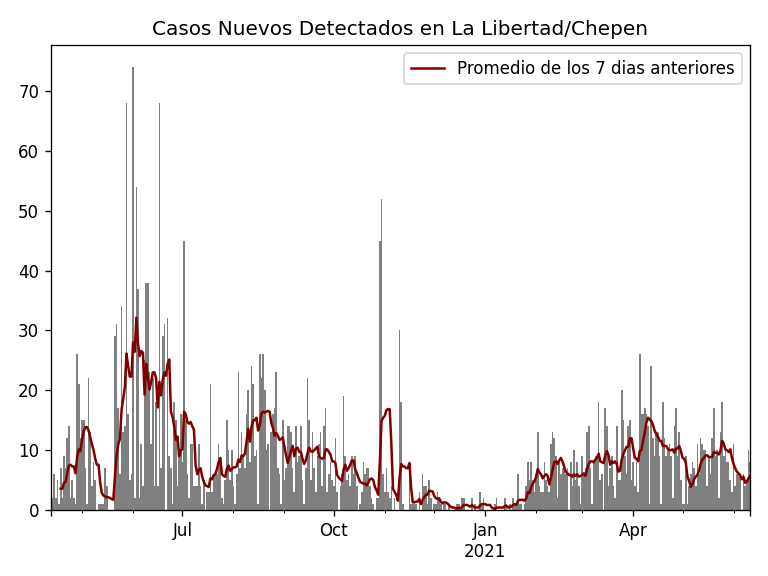 Casos Nuevos Detectados en La Libertad/Chepen
Promedio de los 7 dias anteriores
70
60
50
40
30
20
10
0
Jul
Oct
Jan
Apr
2021